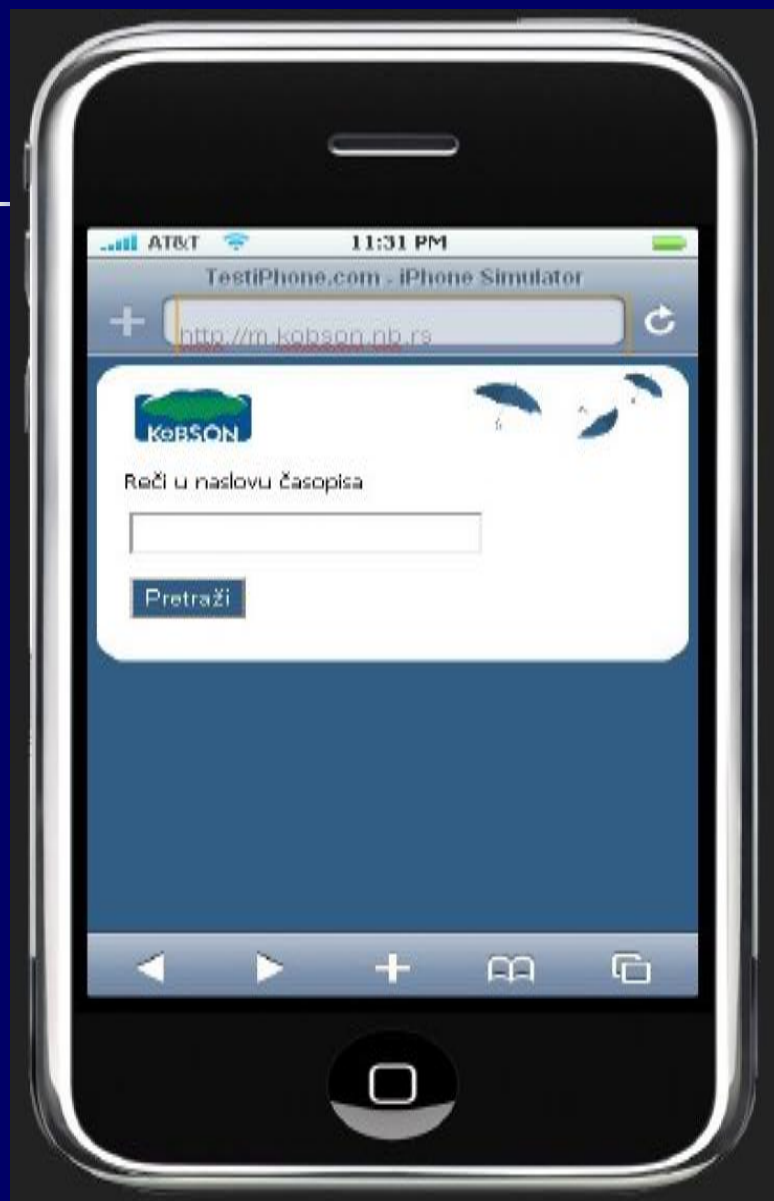 AT&T 11:31 PM
TestiPhone.com - iPhone Simulator
http://m.kobson.nb.rs
KoBSON
Reči u naslovu časopisa
Pretraži